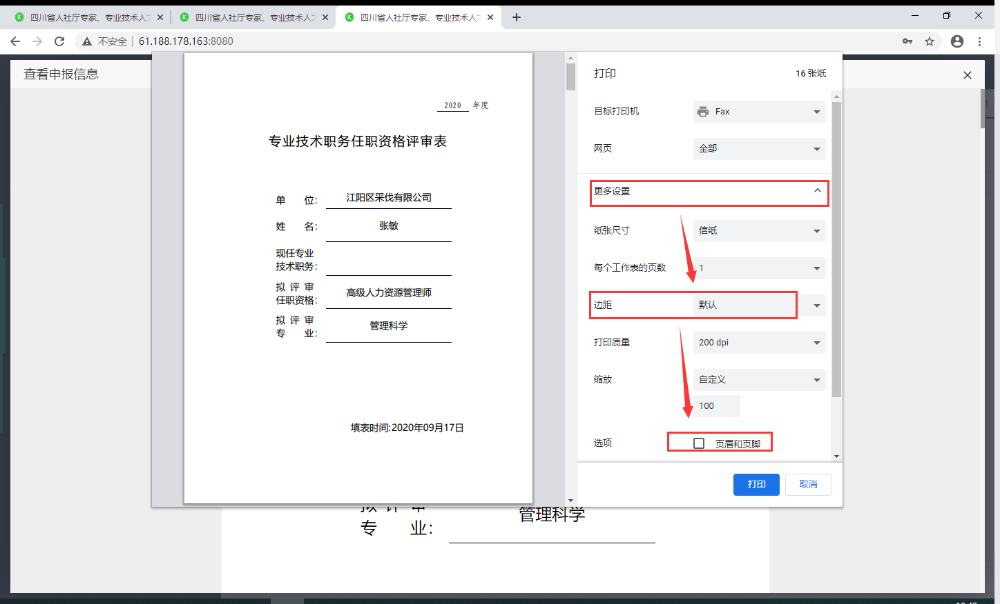 四川省人社厅专家、专业技术人才
四川省人社厅专家、专业技术人才
四川省人社厅专家、专业技术人才
不安全 61.188.178.163:8080
查看申报信息
2020 年度
专业技术职务任职资格评审表
单 位： 江阳区采伐有限公司
姓 名： 张敏
现任专业
技术职务：
拟 评 审
任职资格： 高级人力资源管理师
拟 评 审
专 业： 管理科学
填表时间:2020年09月17日
打印 16 张纸
目标打印机 Fax
网页 全部
更多设置
纸张尺寸 信纸
每个工作表的页数 1
边距 默认
打印质量 200 dpi
缩放 自定义
100
选项 页眉和页脚
打印 取消
拟 评 审
专 业： 管理科学